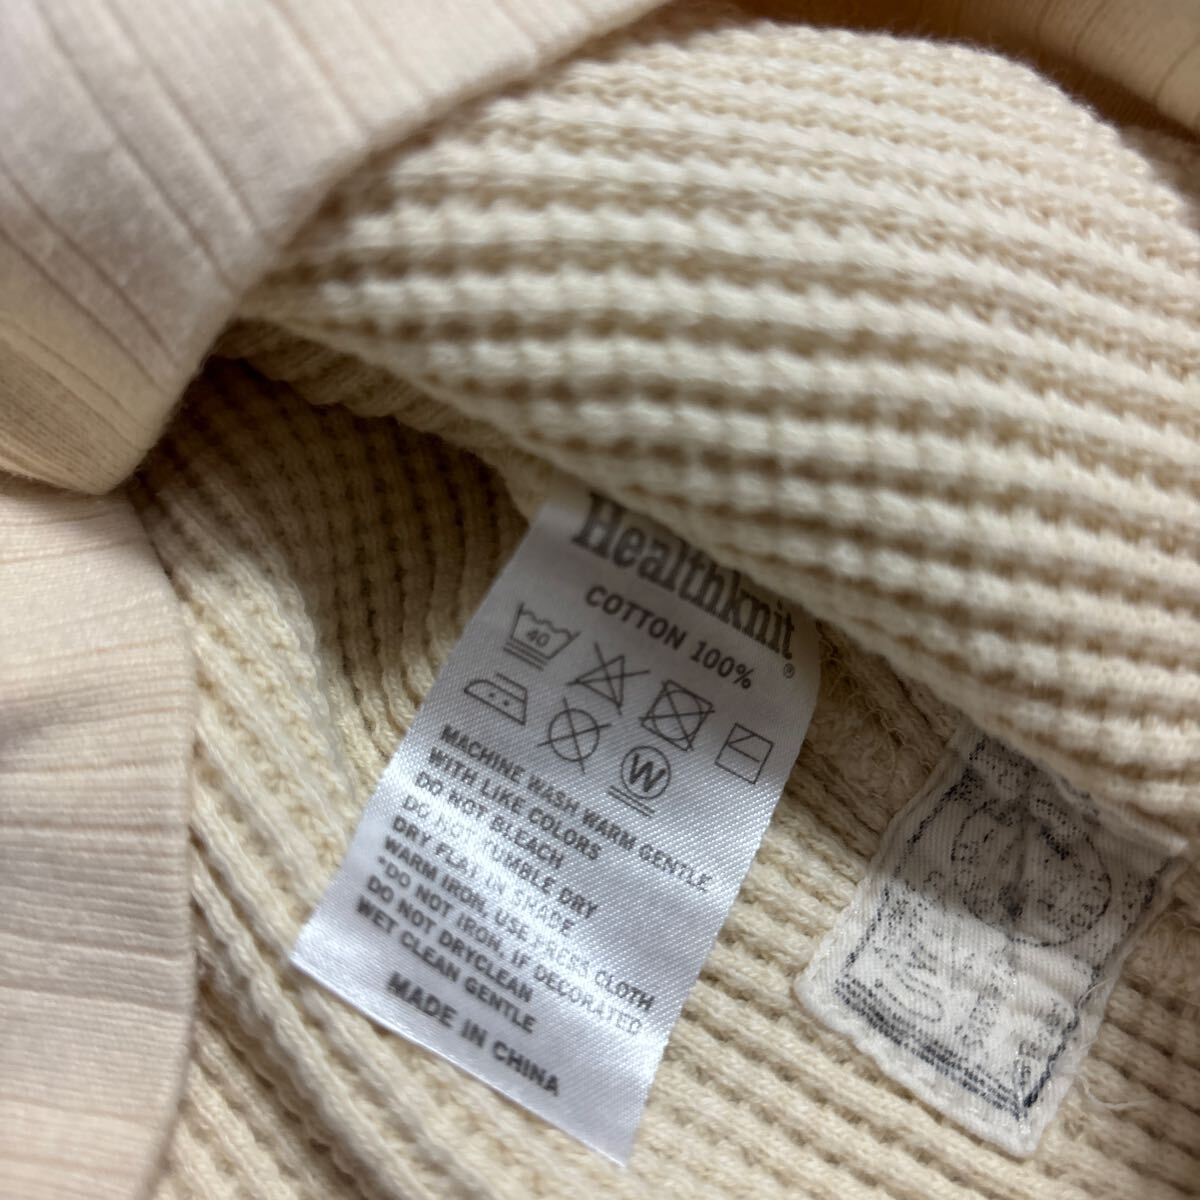 Healthknit®
COTTON 100%
40
W
MACHINE WASH WARM GENTLE
WITH LIKE COLORS
DO NOT BLEACH
DO NOT TUMBLE DRY
DRY FLAT IN SHADE
WARM IRON, USE PRESS CLOTH
*DO NOT IRON, IF DECORATED
DO NOT DRYCLEAN
WET CLEAN GENTLE
MADE IN CHINA